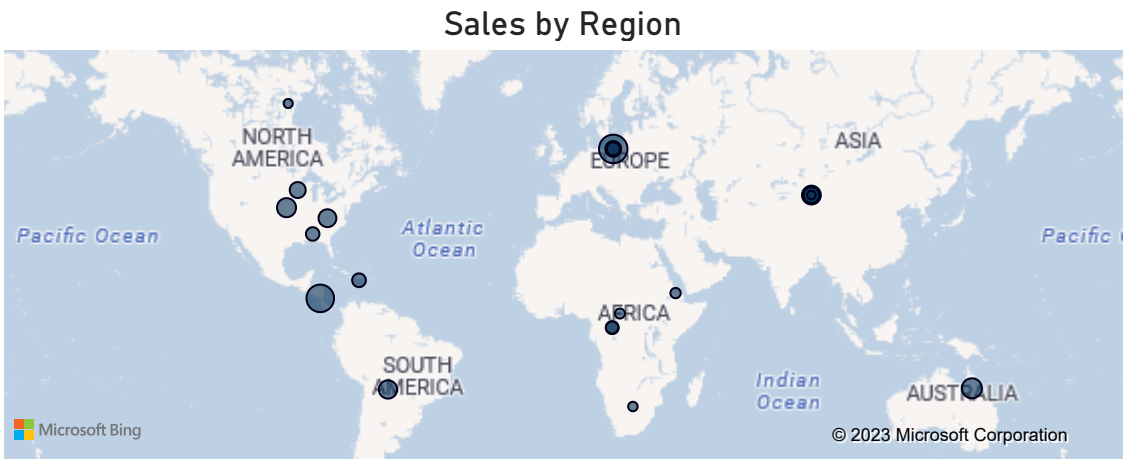 Sales by Region
NORTH
AMERICA
EUROPE
ASIA
Pacific Ocean
Atlantic
Ocean
Pacific
AFRICA
SOUTH
AMERICA
Indian
Ocean
AUSTRALIA
Microsoft Bing
© 2023 Microsoft Corporation